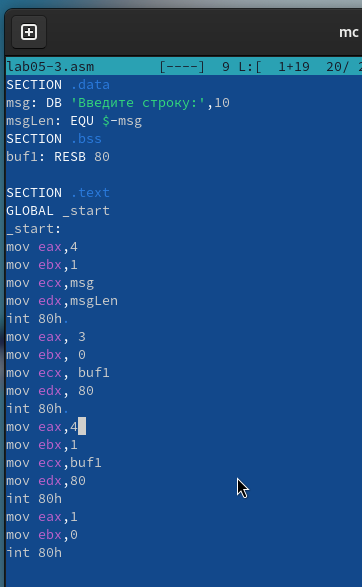 mc
lab05-3.asm [----] 9 L:[ 1+19 20/ 2
SECTION .data
msg: DB 'Введите строку:',10
msgLen: EQU $-msg
SECTION .bss
buf1: RESB 80
SECTION .text
GLOBAL _start
_start:
mov eax,4
mov ebx,1
mov ecx,msg
mov edx,msgLen
int 80h.
mov eax, 3
mov ebx, 0
mov ecx, buf1
mov edx, 80
int 80h.
mov eax,4
mov ebx,1
mov ecx,buf1
mov edx,80
int 80h
mov eax,1
mov ebx,0
int 80h